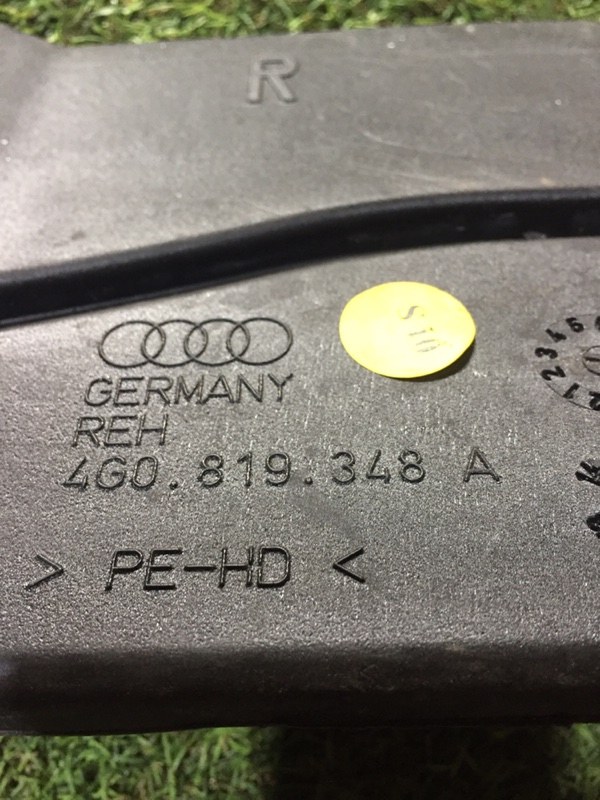 R
GERMANY
REH
4G0.819.348 A
> PE-HD <